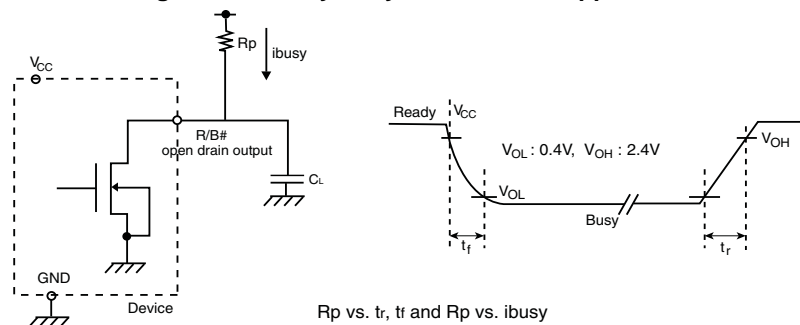 Rp
ibusy
VCC
R/B#
open drain output
CL
GND
Device
Ready
VCC
VOL : 0.4V, VOH : 2.4V
VOH
VOL
Busy
tf
tr
Rp vs. tr, tf and Rp vs. ibusy